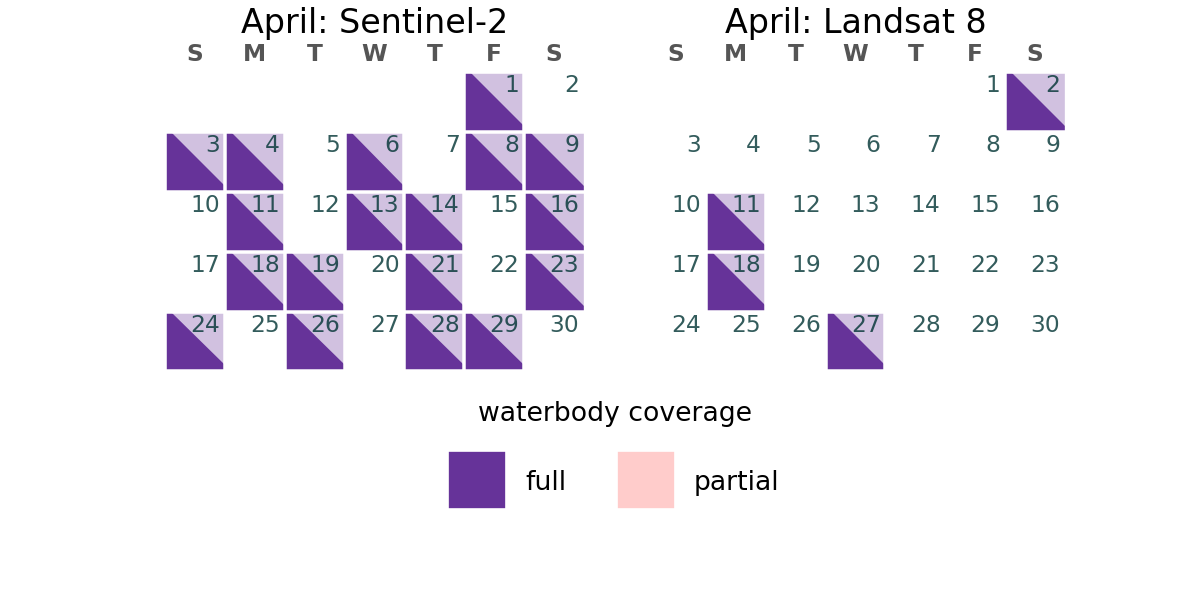 April: Sentinel-2
S M T W T F S
1 2
3 4 5 6 7 8 9
10 11 12 13 14 15 16
17 18 19 20 21 22 23
24 25 26 27 28 29 30
April: Landsat 8
S M T W T F S
1 2
3 4 5 6 7 8 9
10 11 12 13 14 15 16
17 18 19 20 21 22 23
24 25 26 27 28 29 30
waterbody coverage
full partial